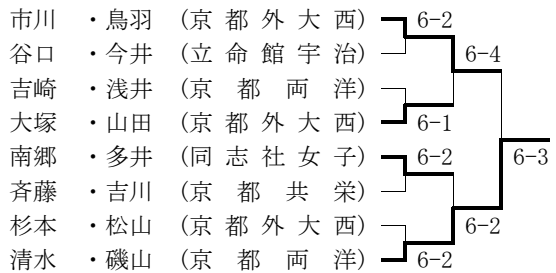 市川 ・鳥羽 (京都外大西) 6-2
谷口 ・今井 (立命館宇治) 6-4
吉崎 ・浅井 (京都両洋)
大塚 ・山田 (京都外大西) 6-1
南郷 ・多井 (同志社女子) 6-2 6-3
斉藤 ・吉川 (京都共栄)
杉本 ・松山 (京都外大西) 6-2
清水 ・磯山 (京都両洋) 6-2